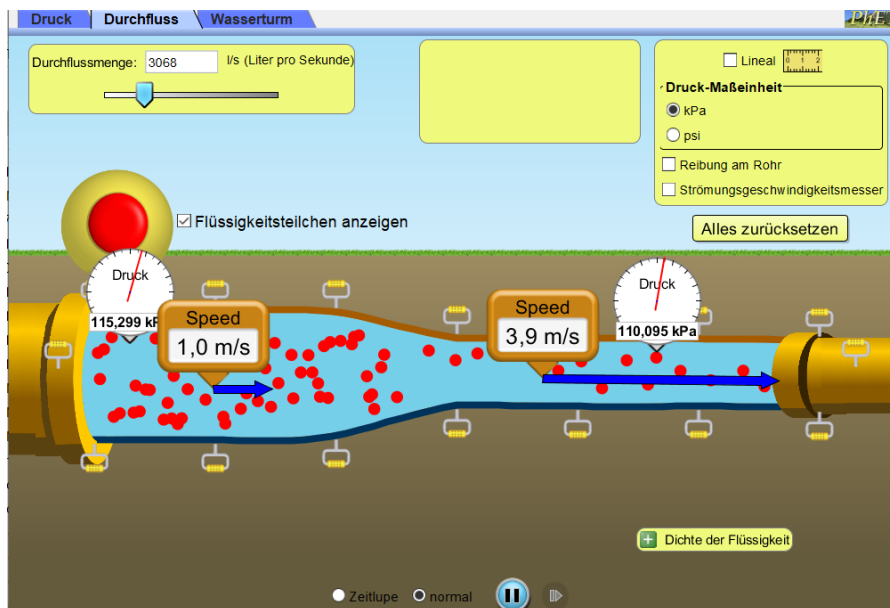 Druck Durchfluss Wasserturm
PhET
Durchflussmenge: 3068 l/s (Liter pro Sekunde)
Lineal
0 1 2
Druck-Maßeinheit
kPa
psi
Reibung am Rohr
Strömungsgeschwindigkeitsmesser
Flüssigkeitsteilchen anzeigen
Alles zurücksetzen
Druck
115,299 kPa
Speed
1,0 m/s
Speed
3,9 m/s
Druck
110,095 kPa
Dichte der Flüssigkeit
Zeitlupe normal